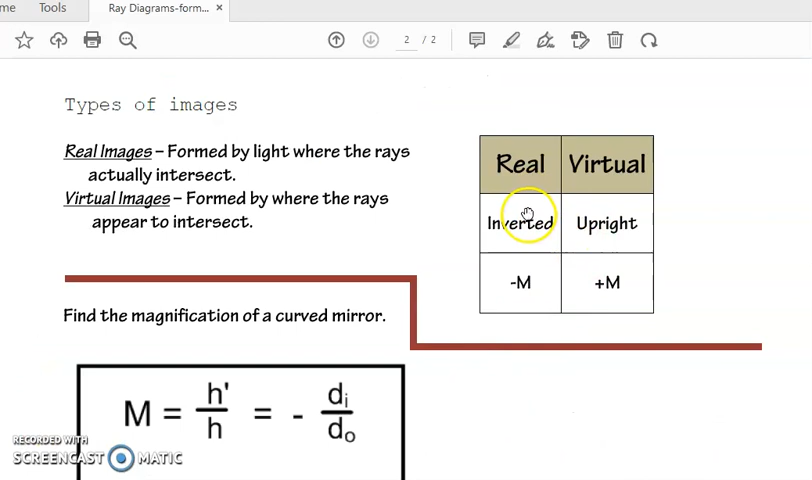 me Tools Ray Diagrams-form... ×
2 / 2
Types of images
Real Images – Formed by light where the rays
actually intersect.
Virtual Images – Formed by where the rays
appear to intersect.
Real Virtual
Inverted Upright
-M +M
Find the magnification of a curved mirror.
M = h'/h = - di/do
RECORDED WITH
SCREENCAST MATIC